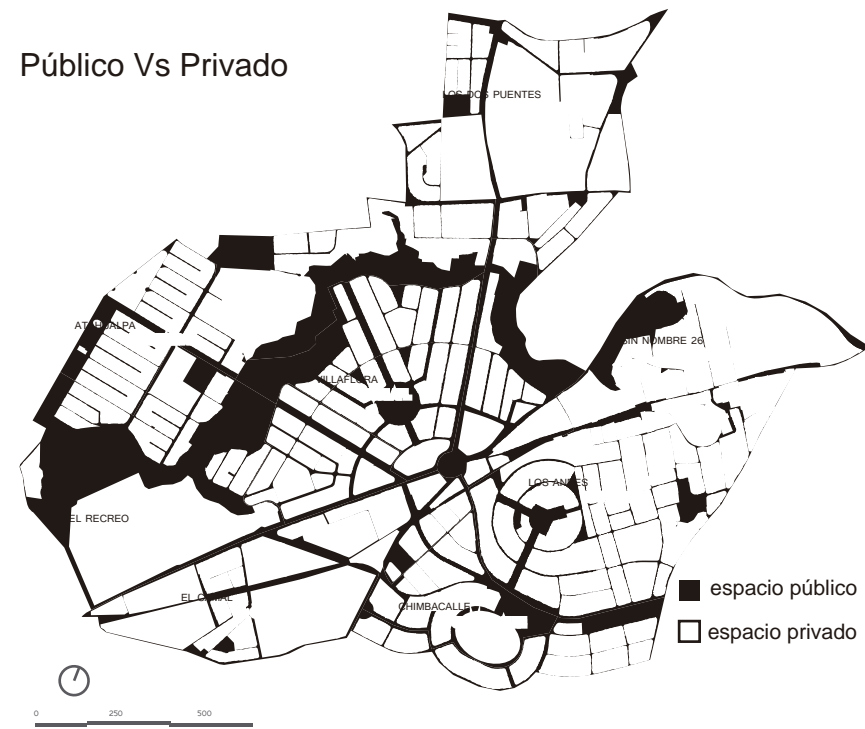 Público Vs Privado
LOS DOS PUENTES
ATAHUALPA
SIN NOMBRE 26
VILLAFLORA
LOS ANDES
EL RECREO
EL CAMAL
CHIMBACALLE
espacio público
espacio privado
0 250 500